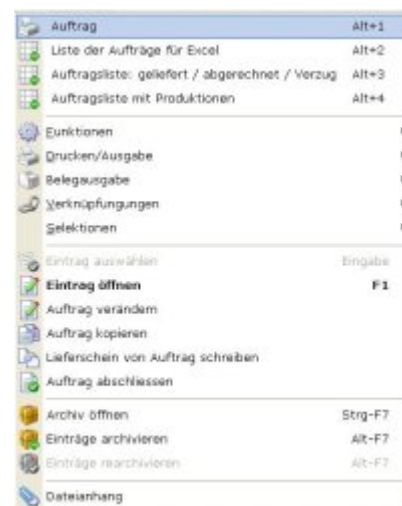 Auftrag Alt+1
Liste der Aufträge für Excel Alt+2
Auftragsliste: geliefert / abgerechnet / Verzug Alt+3
Auftragsliste mit Produktionen Alt+4
Funktionen
Drucken/Ausgabe
Belegausgabe
Verknüpfungungen
Selektionen
Eintrag auswählen Eingabe
Eintrag öffnen F1
Auftrag verändern
Auftrag kopieren
Lieferschein von Auftrag schreiben
Auftrag abschliessen
Archiv öffnen Strg-F7
Einträge archivieren Alt-F7
Einträge rearchivieren Alt-F7
Dateianhang